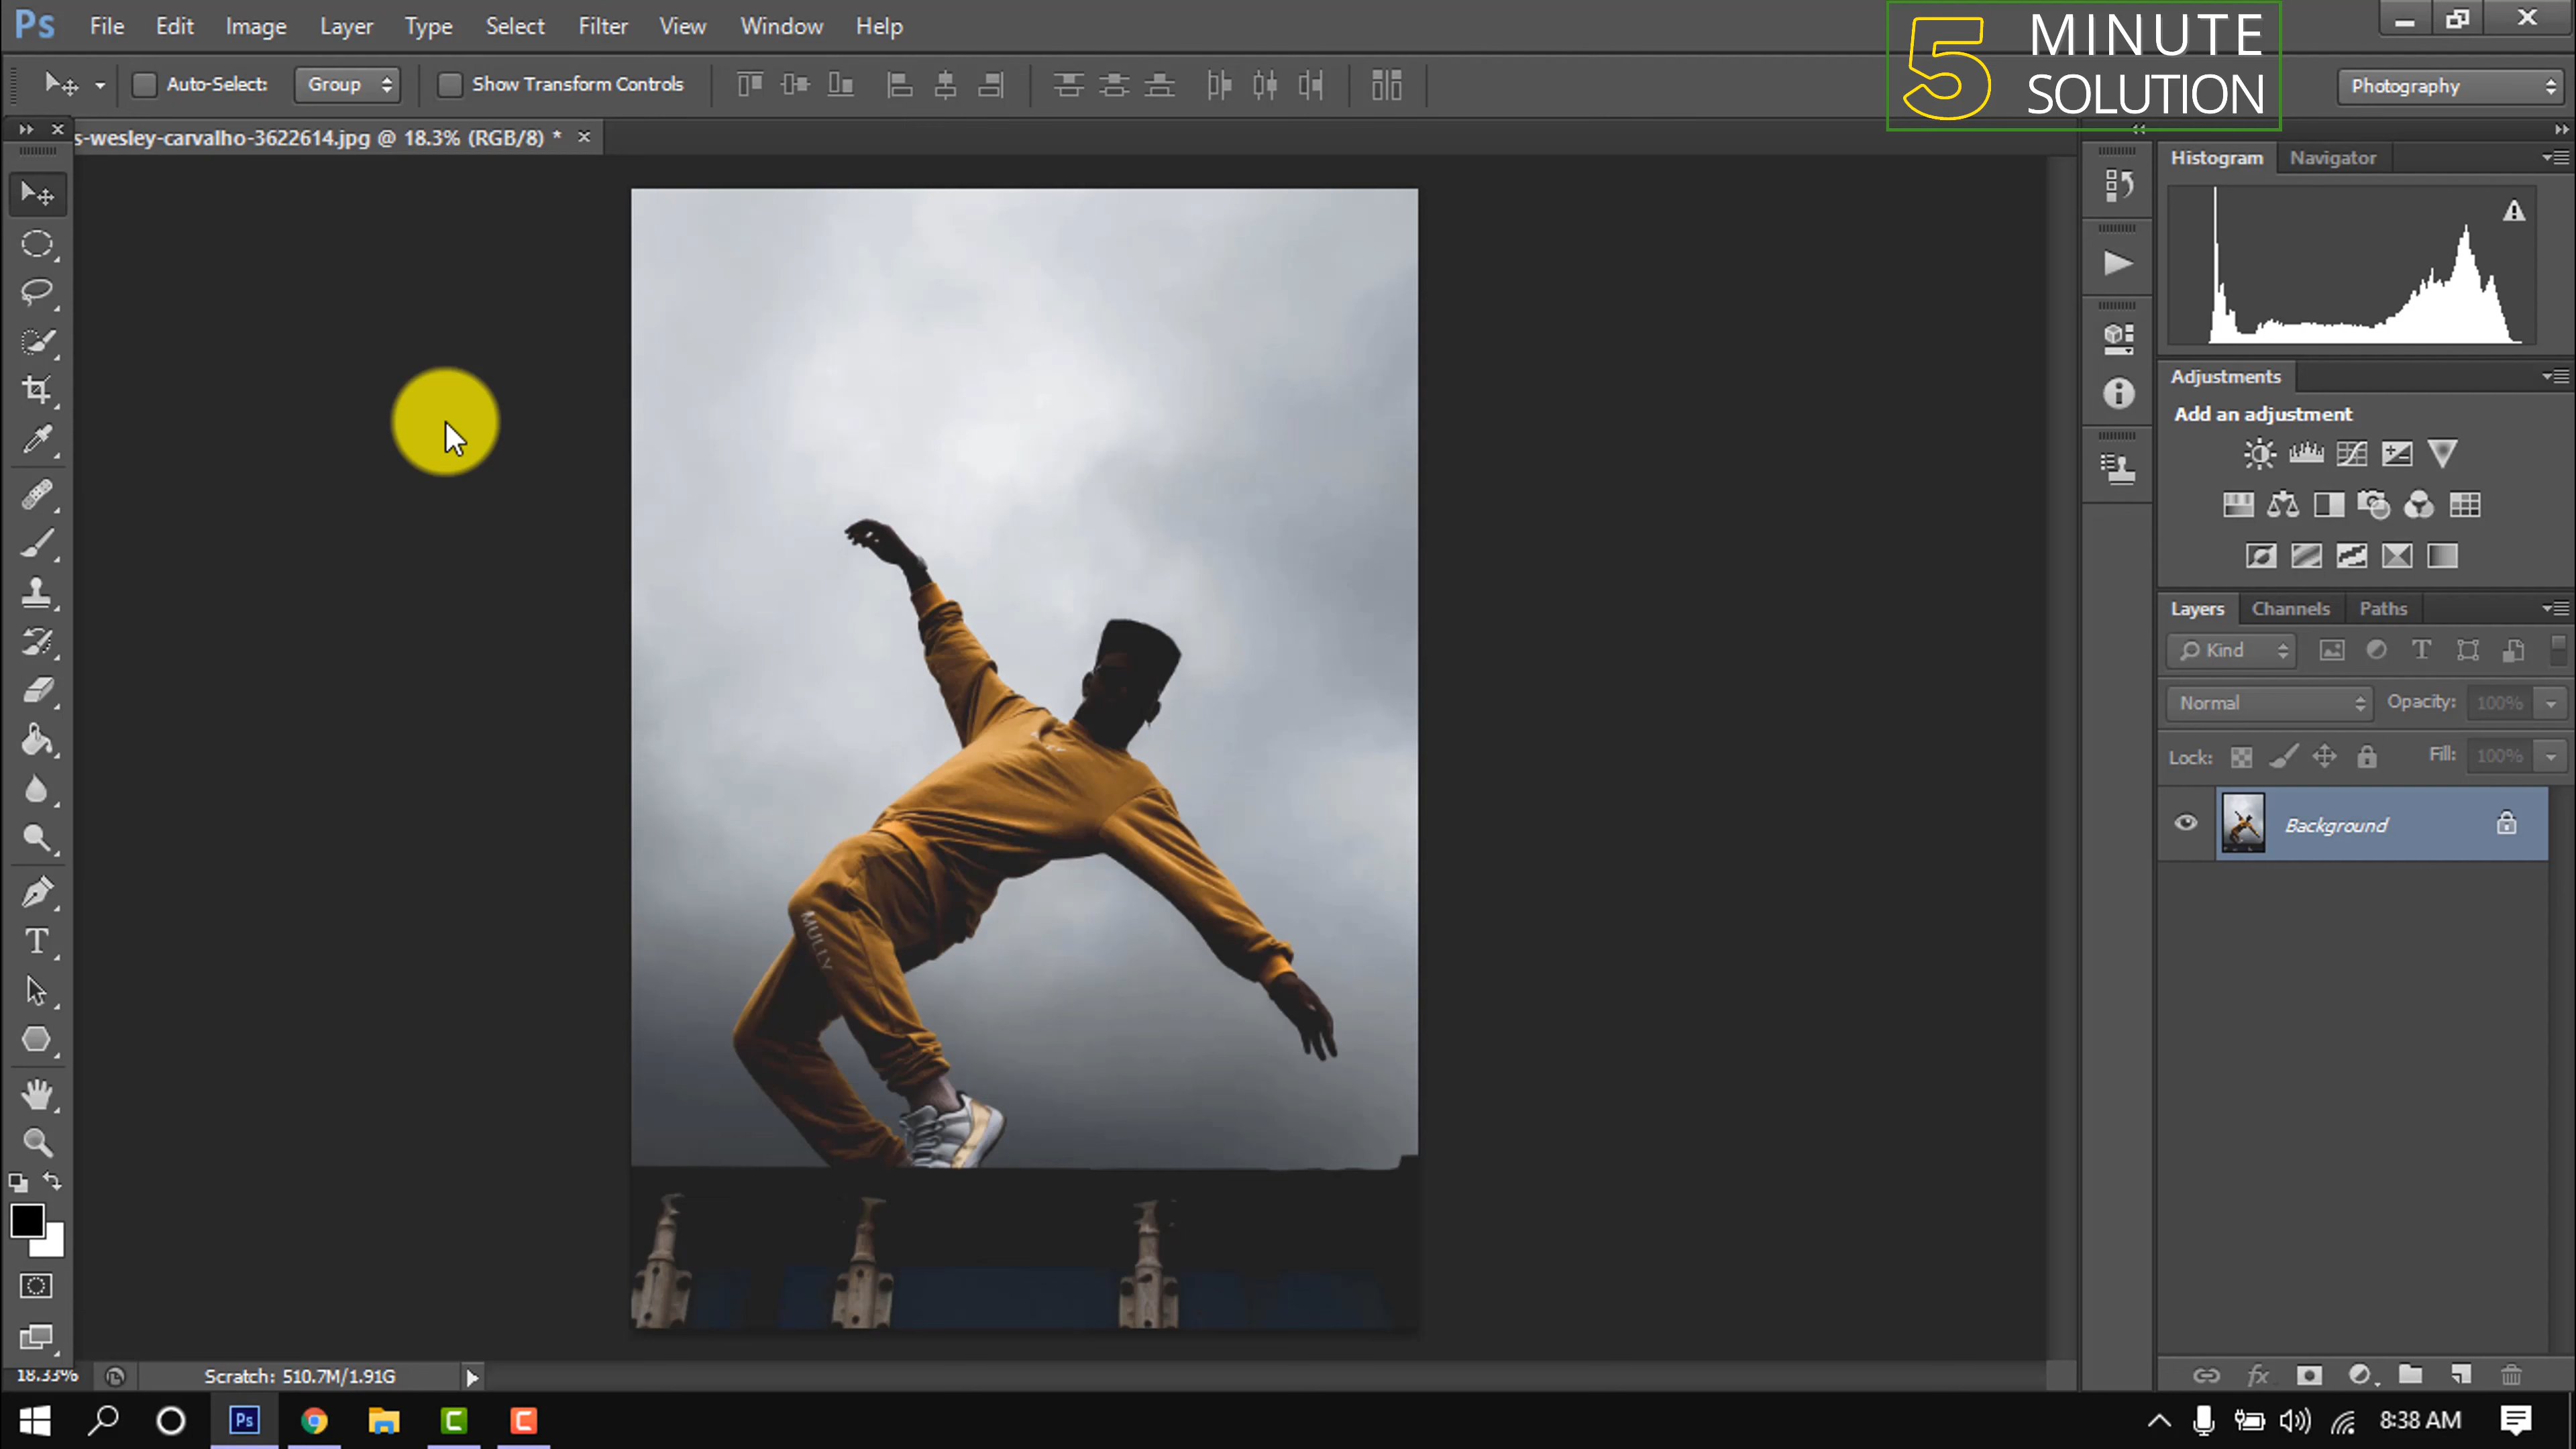 Ps File Edit Image Layer Type Select Filter View Window Help
5 MINUTE
SOLUTION
Auto-Select: Group Show Transform Controls Photography
s-wesley-carvalho-3622614.jpg @ 18.3% (RGB/8) *
Histogram Navigator
Adjustments
Add an adjustment
Layers Channels Paths
Kind
Normal Opacity: 100%
Lock: Fill: 100%
Background
MULLY
18.33% Scratch: 510.7M/1.91G
Ps 8:38 AM